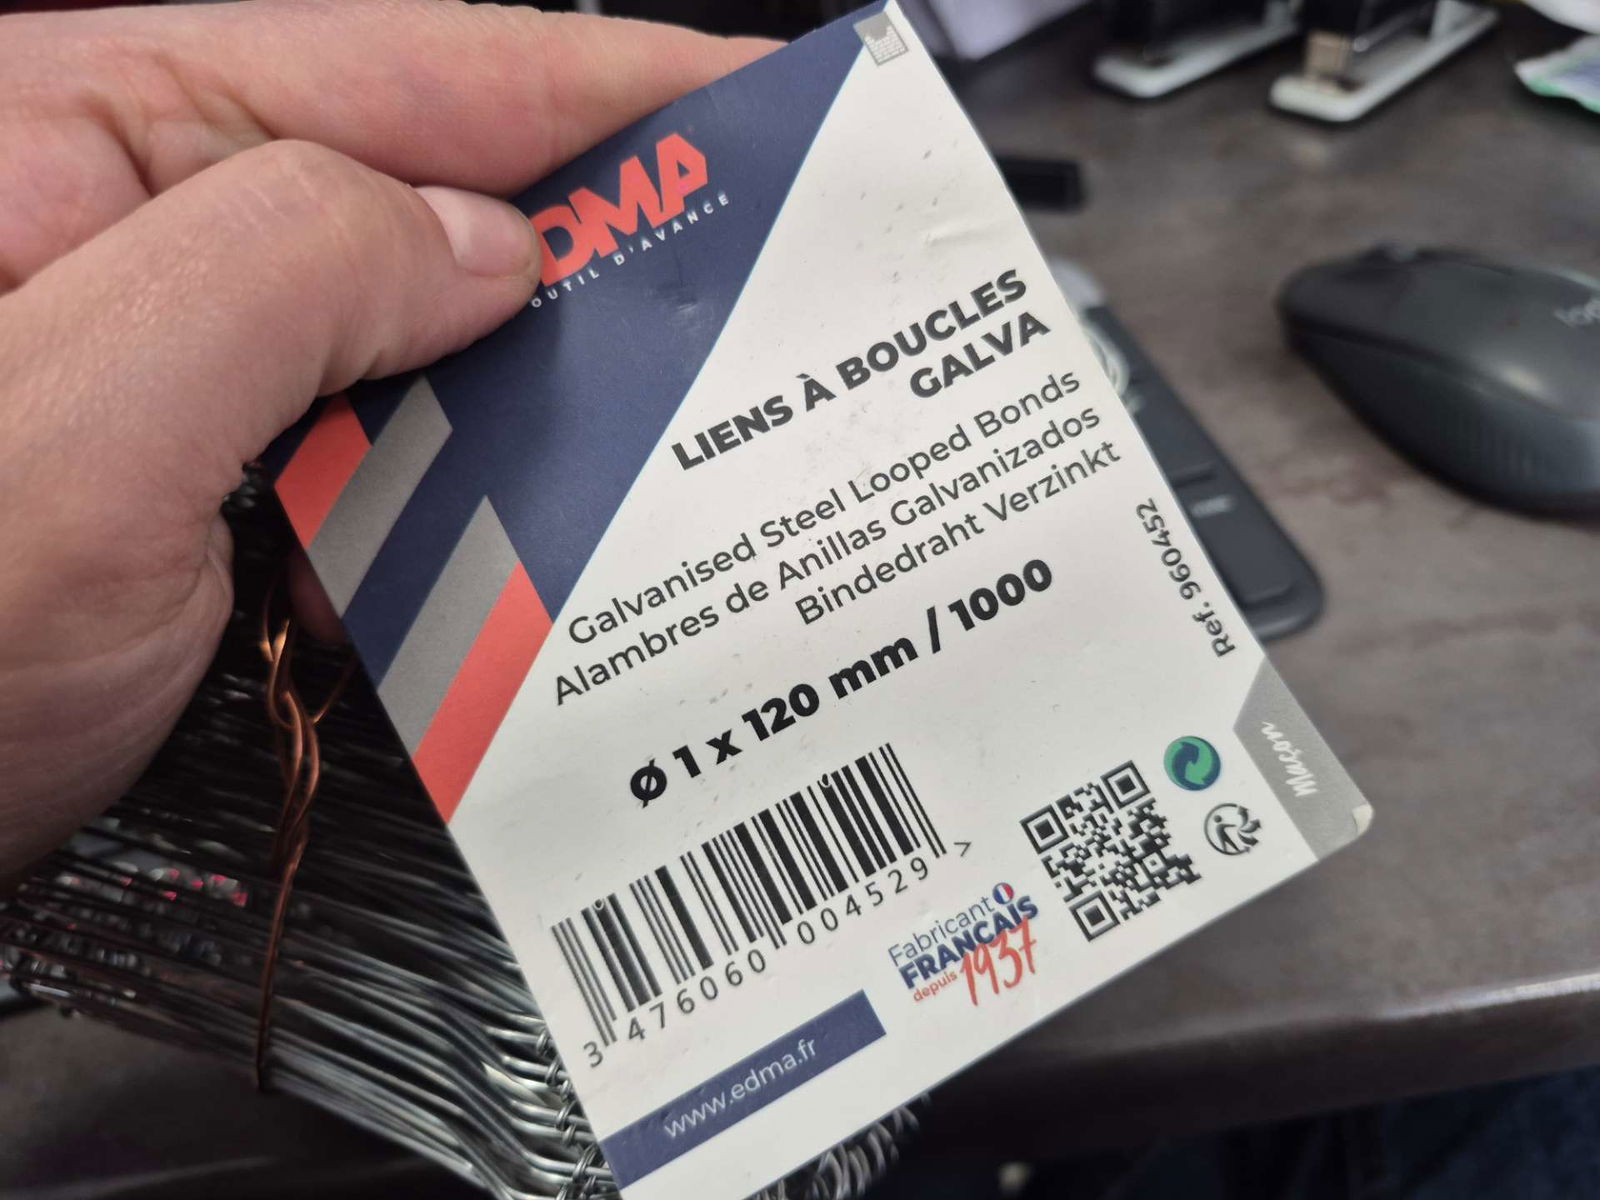 EDMA
OUTIL D'AVANCE
LIENS À BOUCLES
GALVA
Galvanised Steel Looped Bonds
Alambres de Anillas Galvanizados
Bindedraht Verzinkt
Ø 1 x 120 mm / 1000
Ref. 960452
Maçon
3 476060 004529 >
Fabricant
FRANÇAIS
depuis 1937
www.edma.fr